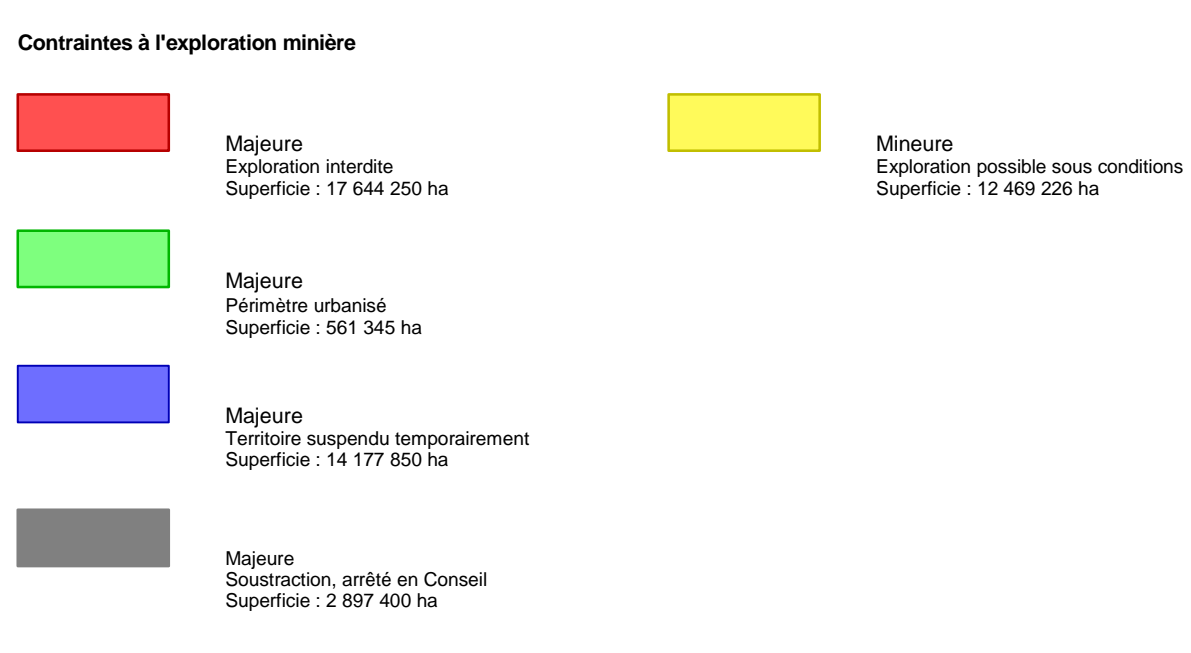 Contraintes à l'exploration minière
Majeure
Exploration interdite
Superficie : 17 644 250 ha
Mineure
Exploration possible sous conditions
Superficie : 12 469 226 ha
Majeure
Périmètre urbanisé
Superficie : 561 345 ha
Majeure
Territoire suspendu temporairement
Superficie : 14 177 850 ha
Majeure
Soustraction, arrêté en Conseil
Superficie : 2 897 400 ha